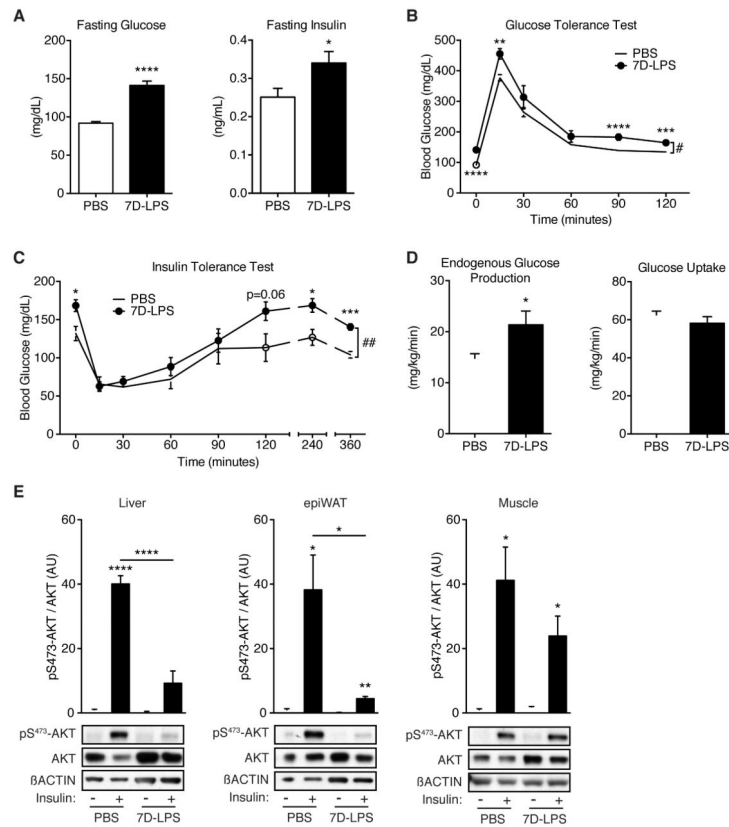 A
Fasting Glucose
(mg/dL)
200
150
100
50
0
****
PBS
7D-LPS
Fasting Insulin
(ng/mL)
0.4
0.2
0.0
*
PBS
7D-LPS
B
Glucose Tolerance Test
Blood Glucose (mg/dL)
500
400
300
200
100
0
PBS
7D-LPS
**
****
***
#
****
0 30 60 90 120
Time (minutes)
C
Insulin Tolerance Test
Blood Glucose (mg/dL)
200
150
100
50
0
PBS
7D-LPS
*
p=0.06
*
***
##
0 30 60 90 120 240 360
Time (minutes)
D
Endogenous Glucose
Production
(mg/kg/min)
30
20
10
0
*
PBS
7D-LPS
Glucose Uptake
(mg/kg/min)
80
60
40
20
0
PBS
7D-LPS
E
Liver
pS473-AKT / AKT (AU)
60
40
20
0
****
****
pS473-AKT
AKT
ßACTIN
Insulin: - + - +
PBS 7D-LPS
epiWAT
pS473-AKT / AKT (AU)
60
40
20
0
*
*
**
pS473-AKT
AKT
ßACTIN
Insulin: - + - +
PBS 7D-LPS
Muscle
pS473-AKT / AKT (AU)
60
40
20
0
*
*
pS473-AKT
AKT
ßACTIN
Insulin: - + - +
PBS 7D-LPS